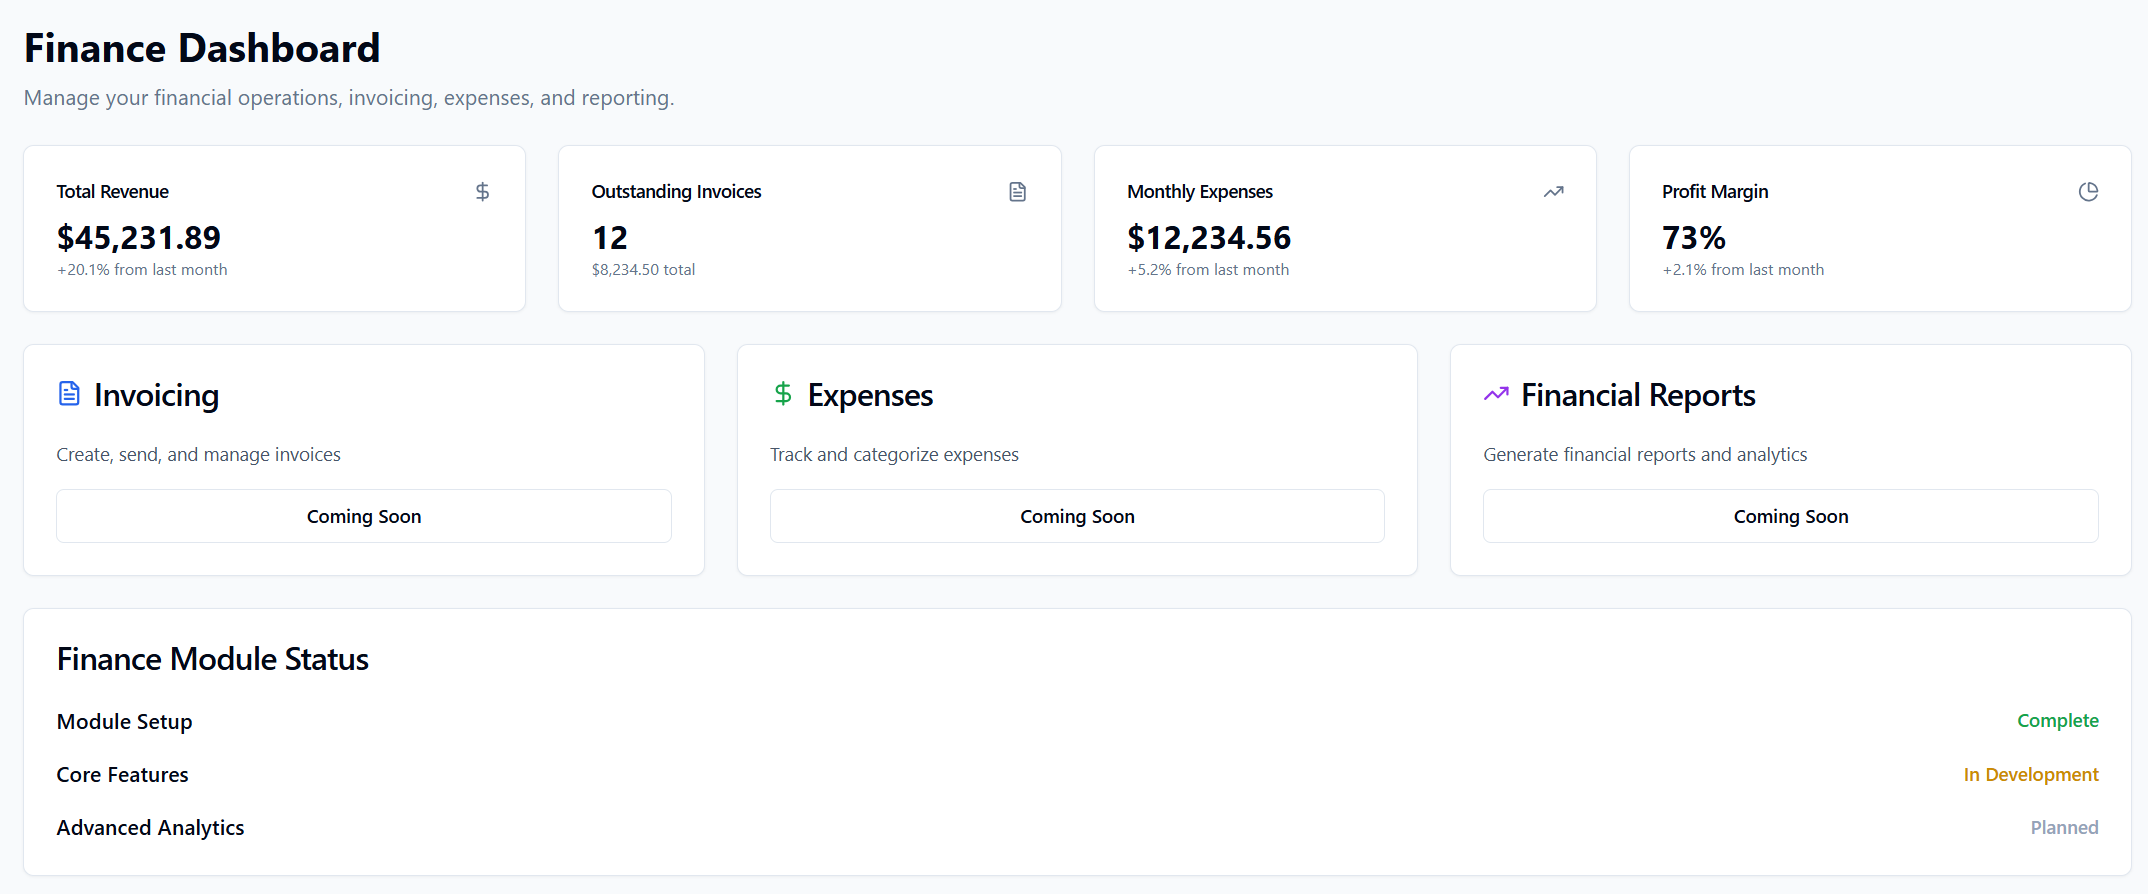 Finance Dashboard
Manage your financial operations, invoicing, expenses, and reporting.
Total Revenue
$45,231.89
+20.1% from last month
Outstanding Invoices
12
$8,234.50 total
Monthly Expenses
$12,234.56
+5.2% from last month
Profit Margin
73%
+2.1% from last month
Invoicing
Create, send, and manage invoices
Coming Soon
Expenses
Track and categorize expenses
Coming Soon
Financial Reports
Generate financial reports and analytics
Coming Soon
Finance Module Status
Module Setup
Complete
Core Features
In Development
Advanced Analytics
Planned